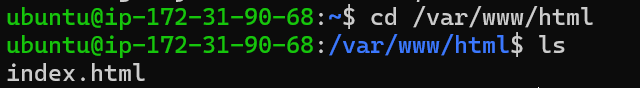 ubuntu@ip-172-31-90-68:~$ cd /var/www/html
ubuntu@ip-172-31-90-68:/var/www/html$ ls
index.html